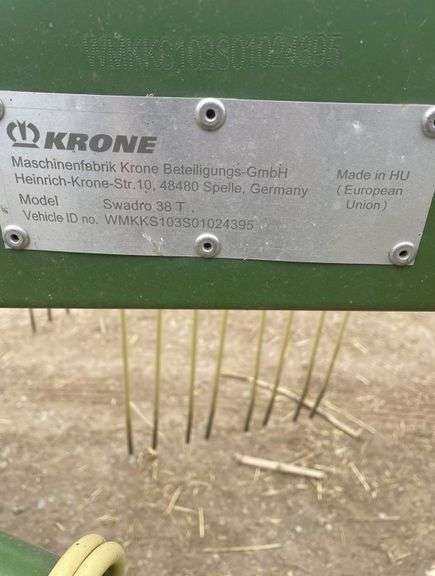 WMKKS103S01024395
KRONE
Maschinenfabrik Krone Beteiligungs-GmbH
Heinrich-Krone-Str.10, 48480 Spelle, Germany
Made in HU
( European
Union )
Model Swadro 38 T
Vehicle ID no. WMKKS103S01024395